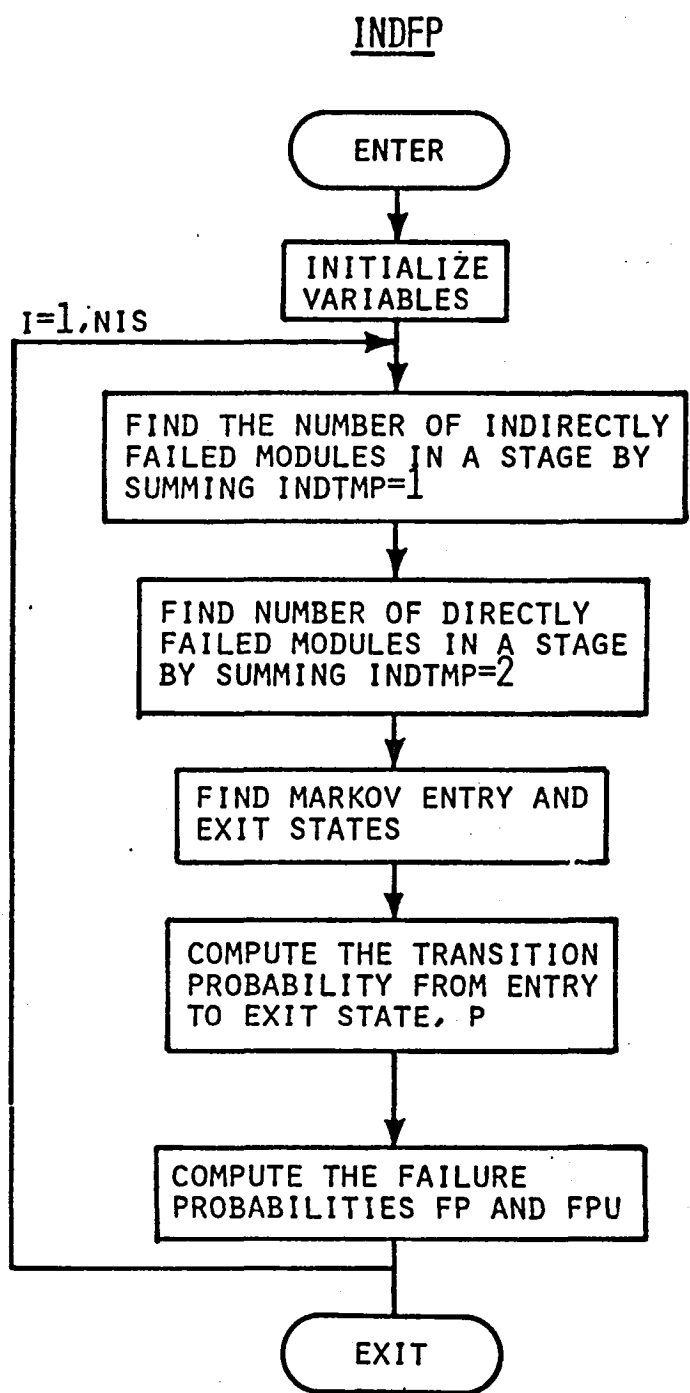 INDFP
ENTER
INITIALIZE
VARIABLES
I=1,NIS
FIND THE NUMBER OF INDIRECTLY
FAILED MODULES IN A STAGE BY
SUMMING INDTMP=1
FIND NUMBER OF DIRECTLY
FAILED MODULES IN A STAGE
BY SUMMING INDTMP=2
FIND MARKOV ENTRY AND
EXIT STATES
COMPUTE THE TRANSITION
PROBABILITY FROM ENTRY
TO EXIT STATE, P
COMPUTE THE FAILURE
PROBABILITIES FP AND FPU
EXIT